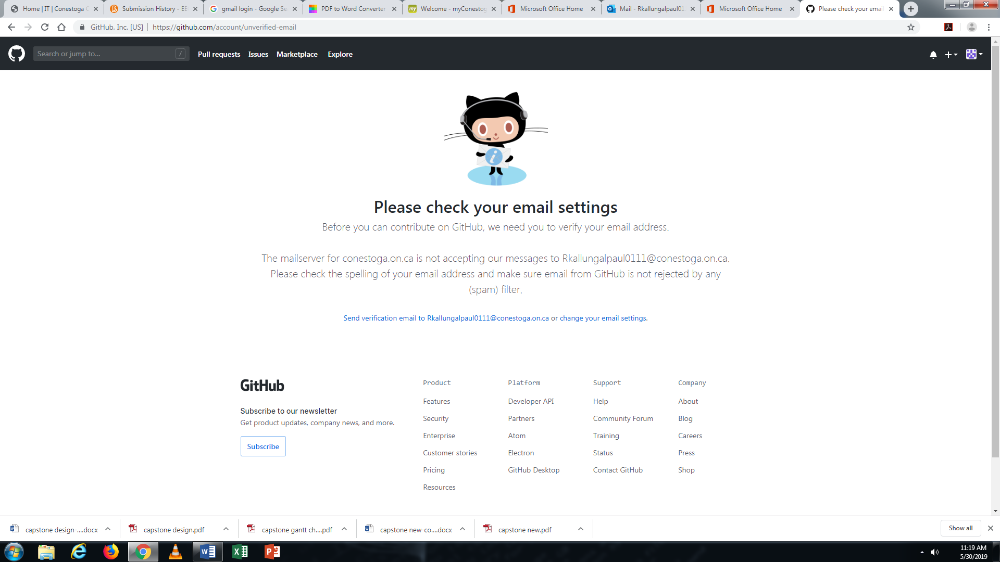 Home | IT | Conestoga C
Submission History - EE
gmail login - Google Se
PDF to Word Converter
Welcome - myConestog
Microsoft Office Home
Mail - Rkallungalpaul01
Microsoft Office Home
Please check your email
GitHub, Inc. [US] | https://github.com/account/unverified-email
Search or jump to... /
Pull requests Issues Marketplace Explore
Please check your email settings
Before you can contribute on GitHub, we need you to verify your email address.
The mailserver for conestoga.on.ca is not accepting our messages to Rkallungalpaul0111@conestoga.on.ca.
Please check the spelling of your email address and make sure email from GitHub is not rejected by any
(spam) filter.
Send verification email to Rkallungalpaul0111@conestoga.on.ca or change your email settings.
GitHub
Subscribe to our newsletter
Get product updates, company news, and more.
Subscribe
Product
Features
Security
Enterprise
Customer stories
Pricing
Resources
Platform
Developer API
Partners
Atom
Electron
GitHub Desktop
Support
Help
Community Forum
Training
Status
Contact GitHub
Company
About
Blog
Careers
Press
Shop
capstone design-....docx
capstone design.pdf
capstone gantt ch....pdf
capstone new-co....docx
capstone new.pdf
Show all
11:19 AM
5/30/2019